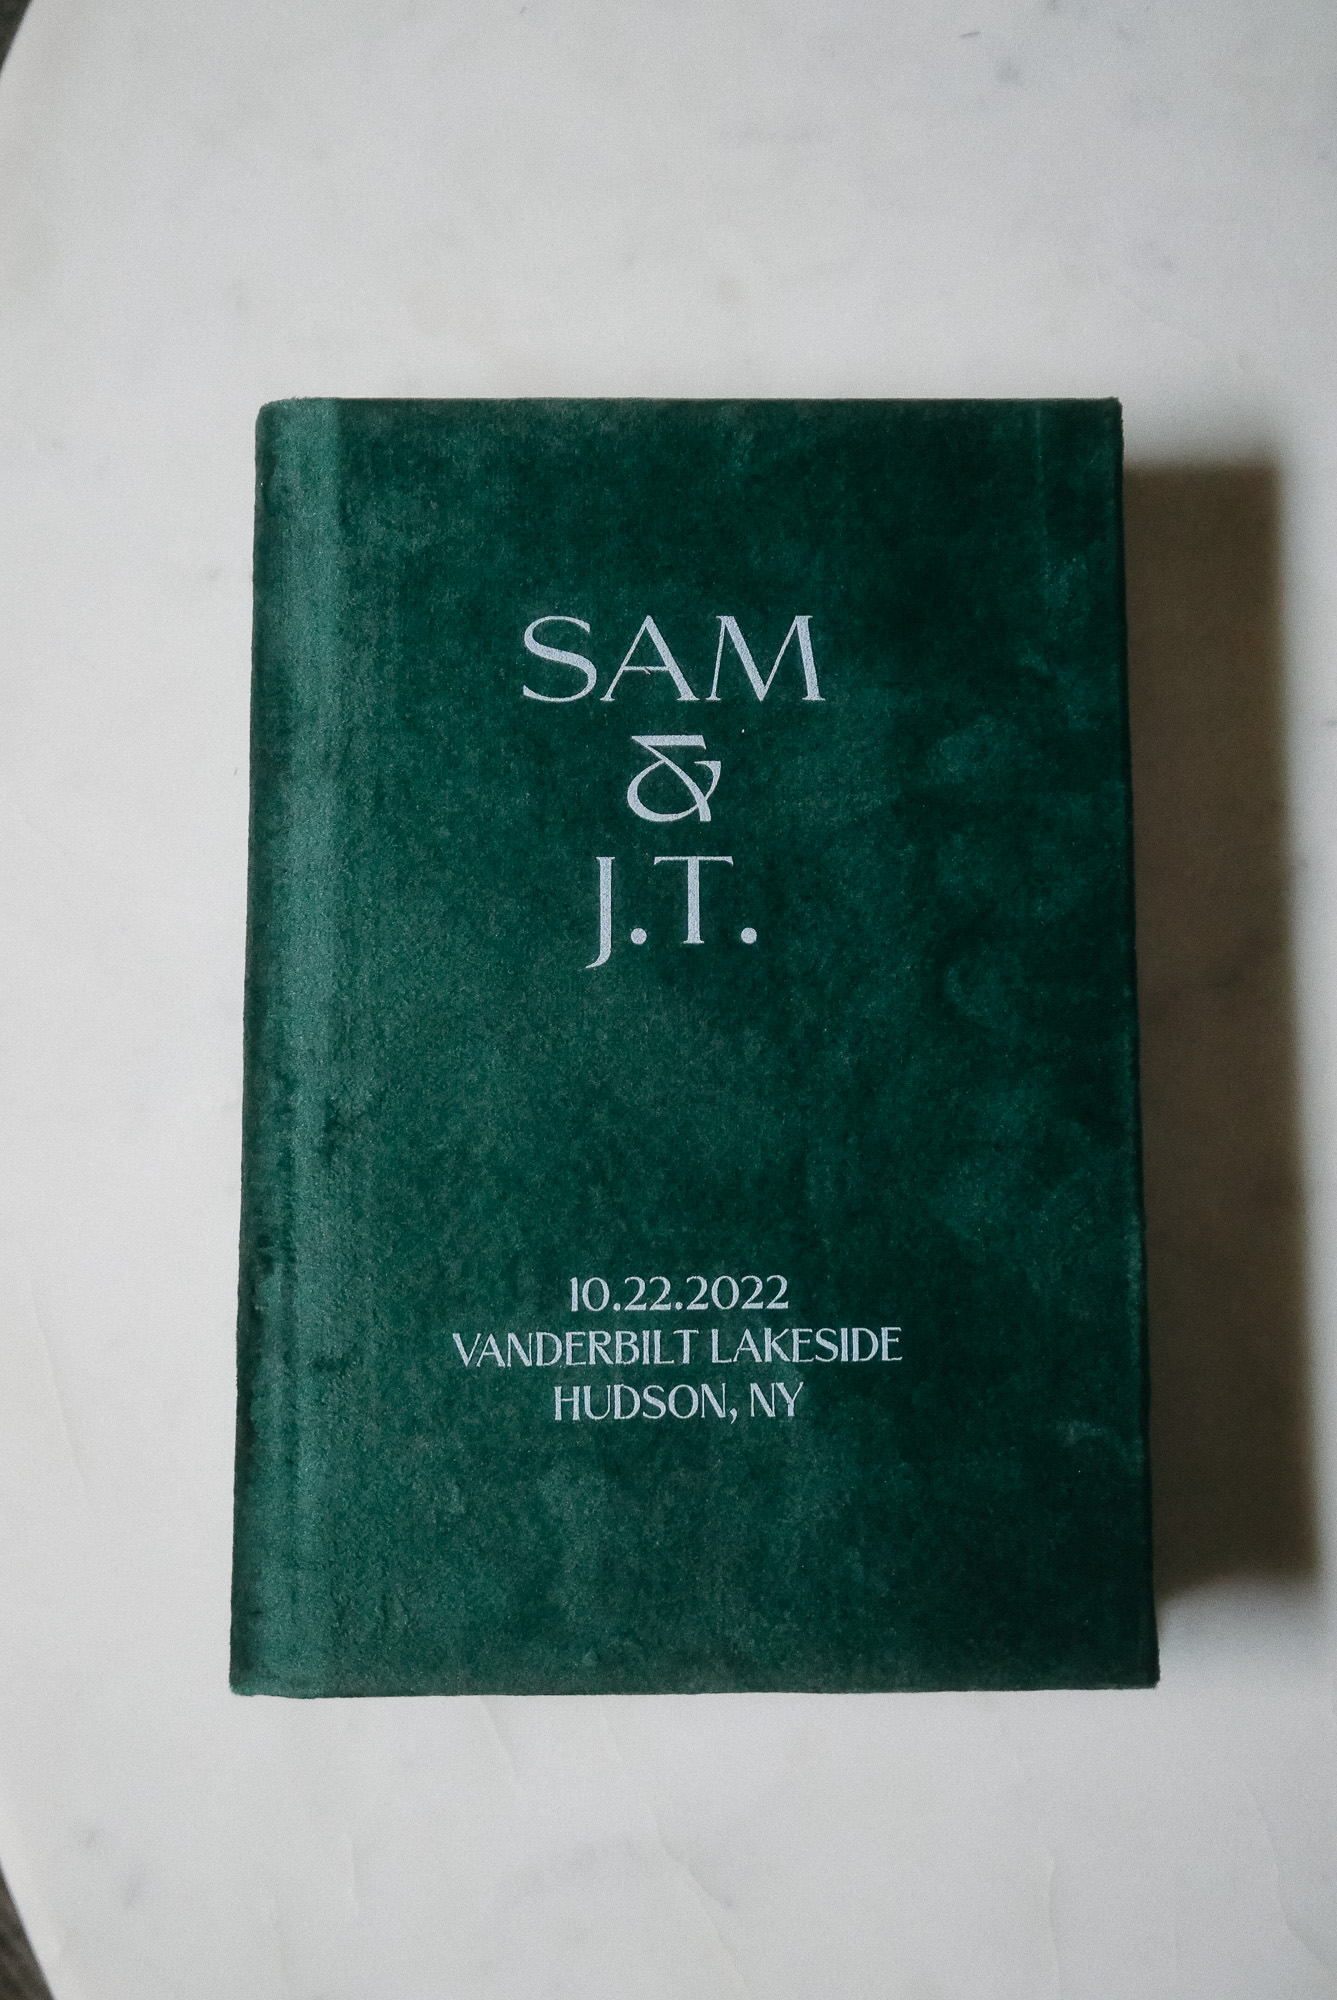 SAM
&
J.T.
10.22.2022
VANDERBILT LAKESIDE
HUDSON, NY